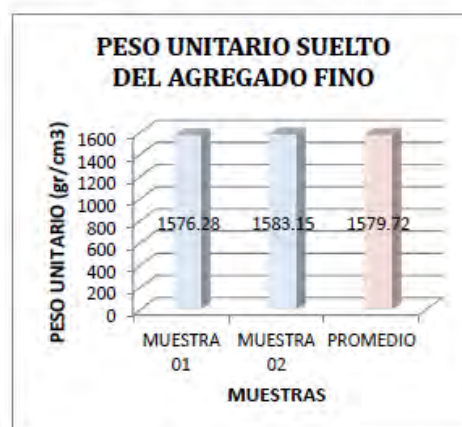 PESO UNITARIO SUELTO
DEL AGREGADO FINO
PESO UNITARIO (gr/cm3)
1600
1400
1200
1000
800
600
400
200
0
1576.28
1583.15
1579.72
MUESTRA
01
MUESTRA
02
PROMEDIO
MUESTRAS